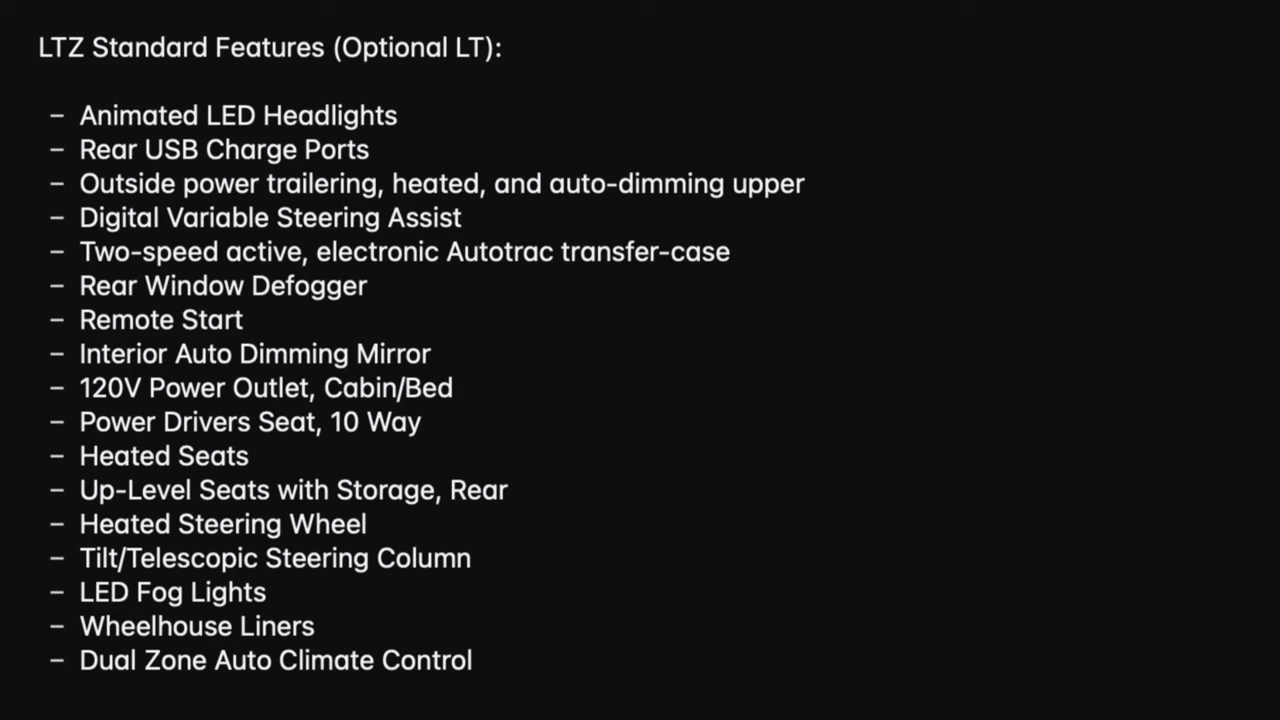 LTZ Standard Features (Optional LT):
– Animated LED Headlights
– Rear USB Charge Ports
– Outside power trailering, heated, and auto-dimming upper
– Digital Variable Steering Assist
– Two-speed active, electronic Autotrac transfer-case
– Rear Window Defogger
– Remote Start
– Interior Auto Dimming Mirror
– 120V Power Outlet, Cabin/Bed
– Power Drivers Seat, 10 Way
– Heated Seats
– Up-Level Seats with Storage, Rear
– Heated Steering Wheel
– Tilt/Telescopic Steering Column
– LED Fog Lights
– Wheelhouse Liners
– Dual Zone Auto Climate Control